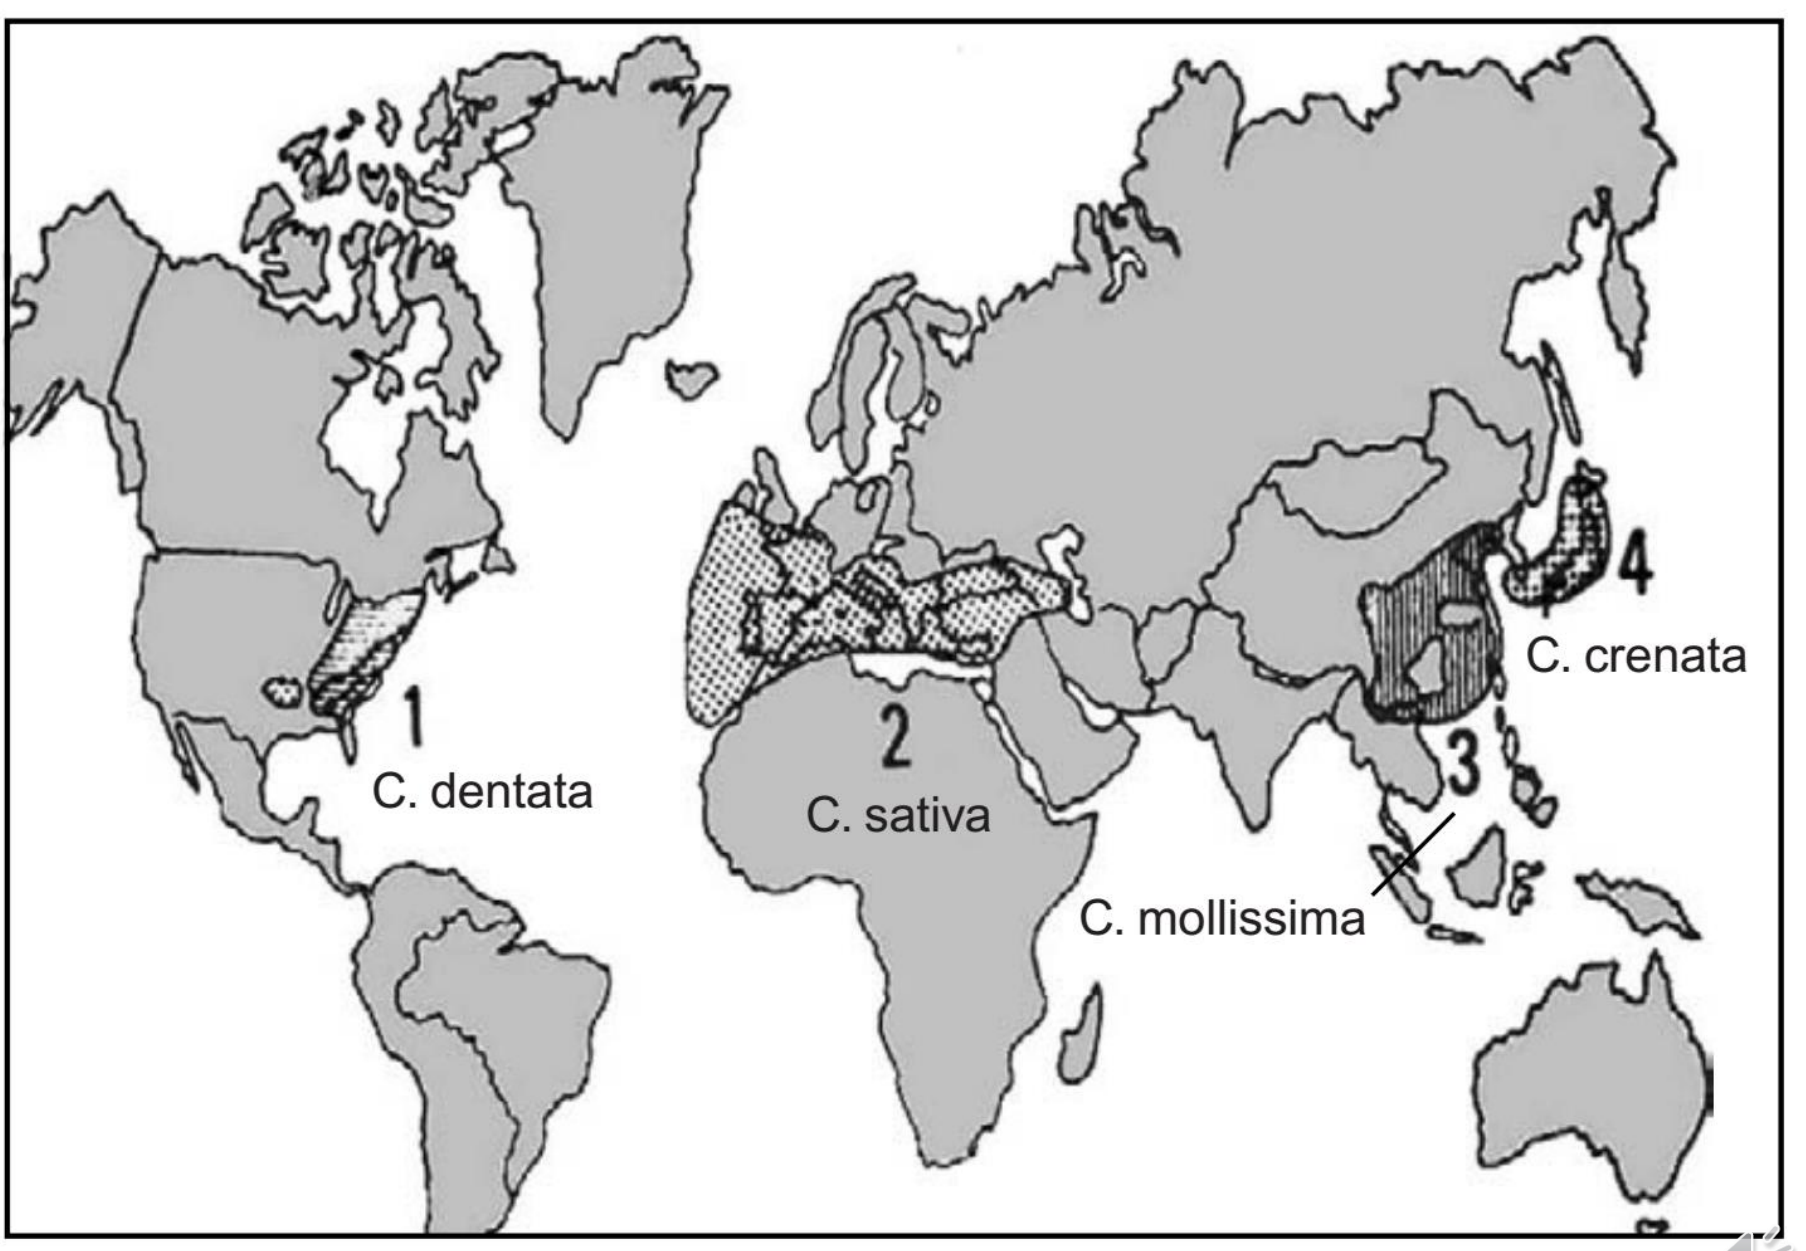 4
C. crenata
1
2
3
C. dentata
C. sativa
C. mollissima